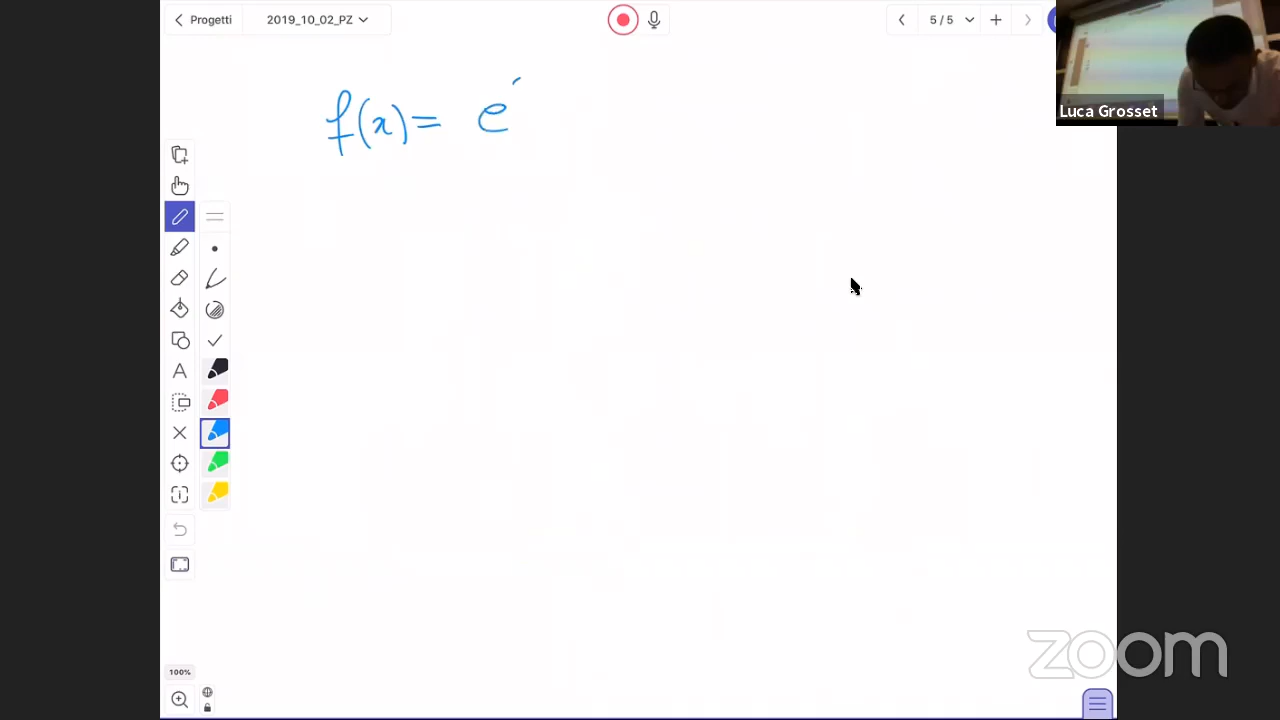 Progetti 2019_10_02_PZ 5 / 5
Luca Grosset
f(x) = e
A
100%
zoom